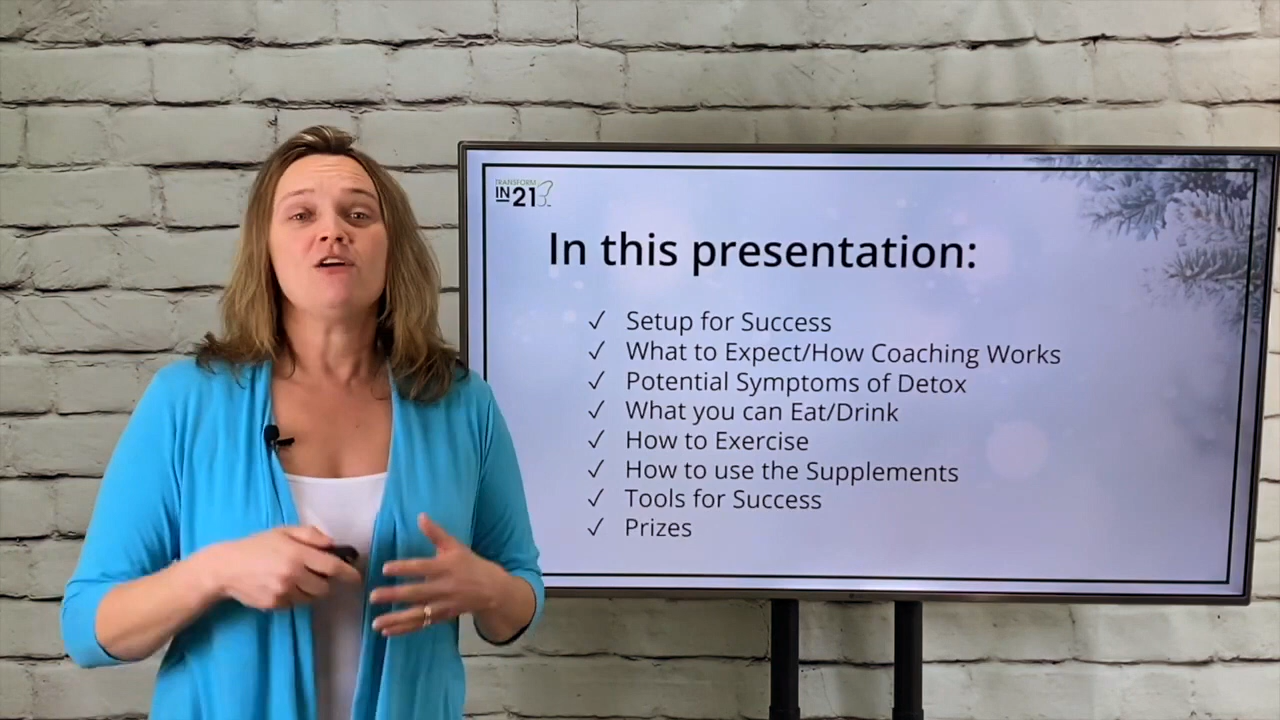 TRANSFORM
IN 21
In this presentation:
✓ Setup for Success
✓ What to Expect/How Coaching Works
✓ Potential Symptoms of Detox
✓ What you can Eat/Drink
✓ How to Exercise
✓ How to use the Supplements
✓ Tools for Success
✓ Prizes